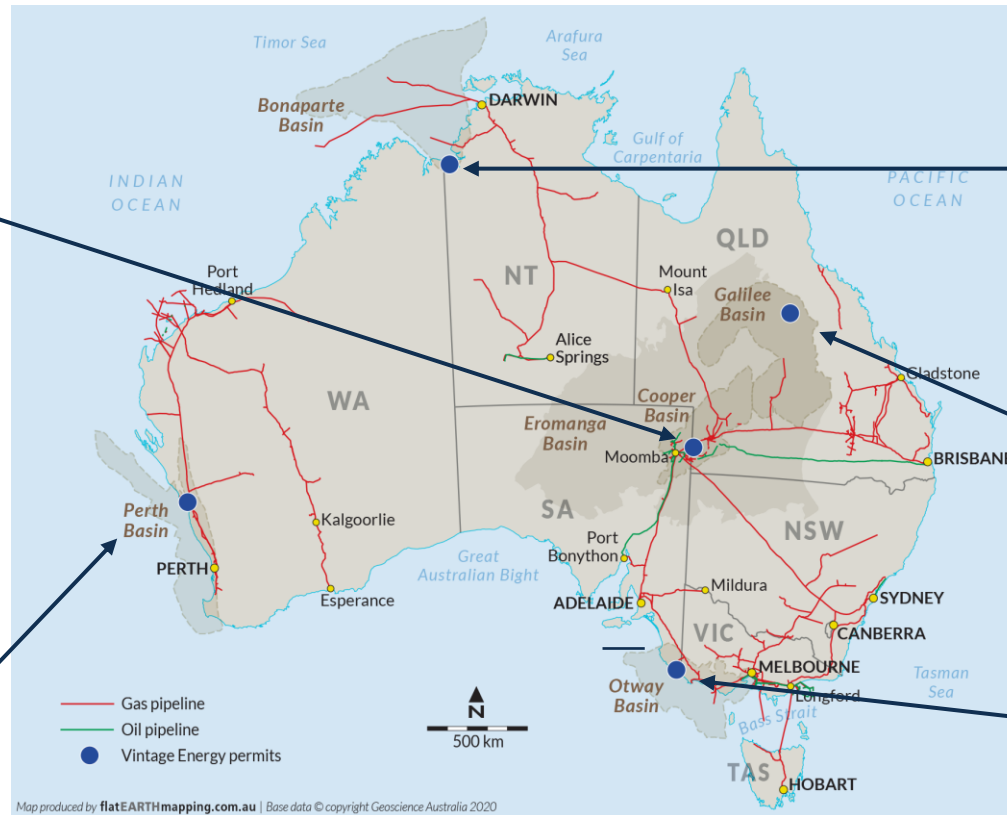 Timor Sea
Arafura
Sea
Bonaparte
Basin
DARWIN
Gulf of
Carpentaria
INDIAN
OCEAN
PACIFIC
OCEAN
QLD
Port
Hedland
NT
Mount
Isa
Galilee
Basin
Alice
Springs
Gladstone
WA
Cooper
Basin
Eromanga
Basin
Moomba
BRISBANE
Perth
Basin
SA
Kalgoorlie
NSW
Port
Bonython
PERTH
Great
Australian Bight
Esperance
Mildura
ADELAIDE
SYDNEY
VIC
CANBERRA
MELBOURNE
Tasman
Sea
Otway
Basin
Longford
Bass Strait
Gas pipeline
Oil pipeline
Vintage Energy permits
N
500 km
TAS
HOBART
Map produced by flatEARTHmapping.com.au | Base data © copyright Geoscience Australia 2020